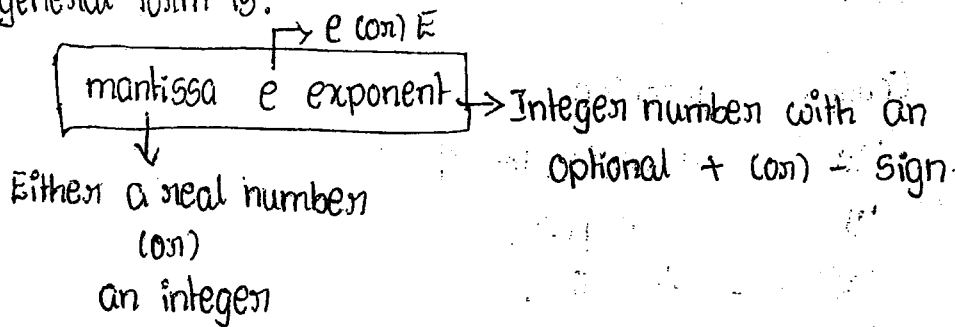 general form is:
e (or) E
mantissa e exponent
Integer number with an
optional + (or) - sign.
Either a real number
(or)
an integer